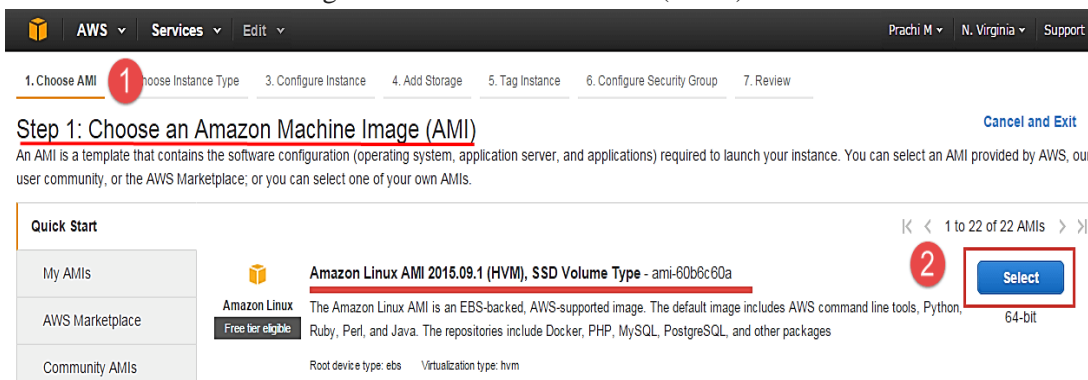 AWS Services Edit Prachi M N. Virginia Support
1. Choose AMI 1 hoose Instance Type 3. Configure Instance 4. Add Storage 5. Tag Instance 6. Configure Security Group 7. Review
Step 1: Choose an Amazon Machine Image (AMI) Cancel and Exit
An AMI is a template that contains the software configuration (operating system, application server, and applications) required to launch your instance. You can select an AMI provided by AWS, our
user community, or the AWS Marketplace; or you can select one of your own AMIs.
Quick Start 1 to 22 of 22 AMIs
My AMIs
AWS Marketplace
Community AMIs
Amazon Linux
Free tier eligible
Amazon Linux AMI 2015.09.1 (HVM), SSD Volume Type - ami-60b6c60a
The Amazon Linux AMI is an EBS-backed, AWS-supported image. The default image includes AWS command line tools, Python,
Ruby, Perl, and Java. The repositories include Docker, PHP, MySQL, PostgreSQL, and other packages
Root device type: ebs Virtualization type: hvm
2 Select
64-bit